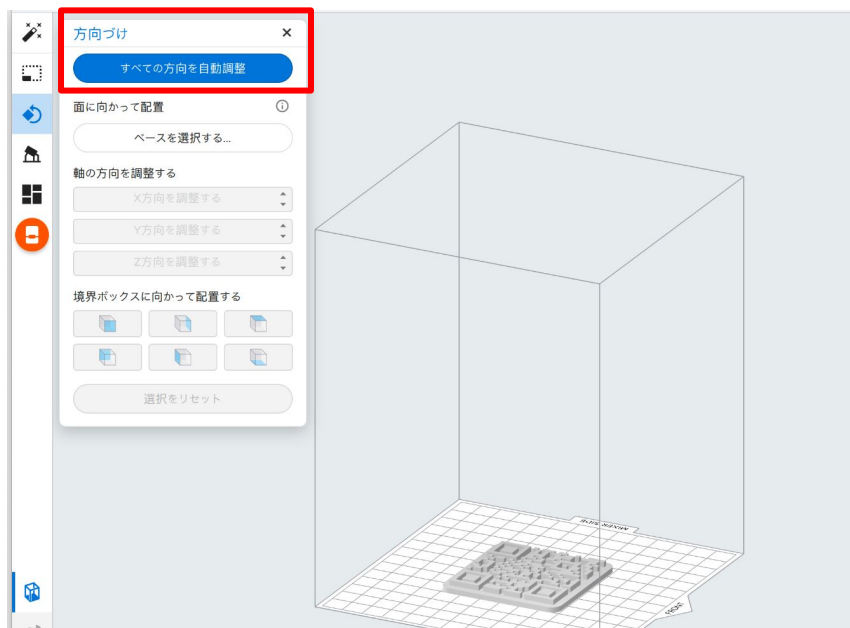 方向づけ
すべての方向を自動調整
面に向かって配置
ベースを選択する...
軸の方向を調整する
X方向を調整する
Y方向を調整する
Z方向を調整する
境界ボックスに向かって配置する
選択をリセット
MIXER SIDE
FRONT